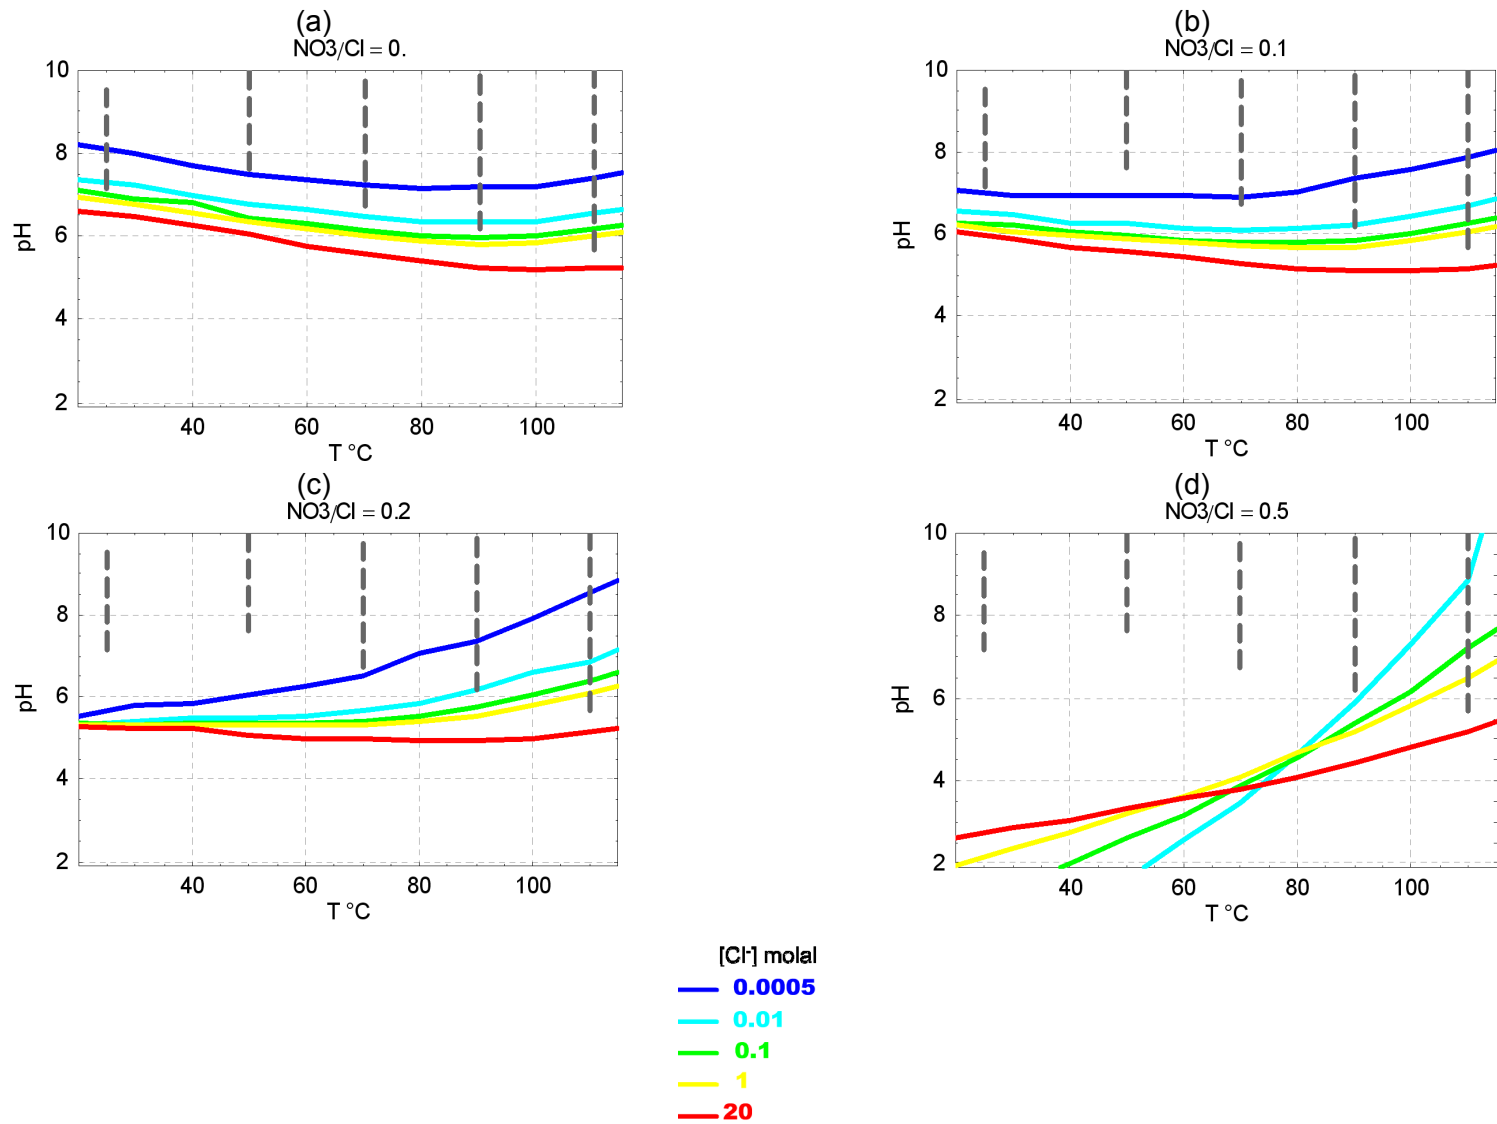 (a)
NO3/Cl = 0.
10
8
6
4
2
pH
40 60 80 100
T °C
(b)
NO3/Cl = 0.1
10
8
6
4
2
pH
40 60 80 100
T °C
(c)
NO3/Cl = 0.2
10
8
6
4
2
pH
40 60 80 100
T °C
(d)
NO3/Cl = 0.5
10
8
6
4
2
pH
40 60 80 100
T °C
[Cl-] molal
0.0005
0.01
0.1
1
20